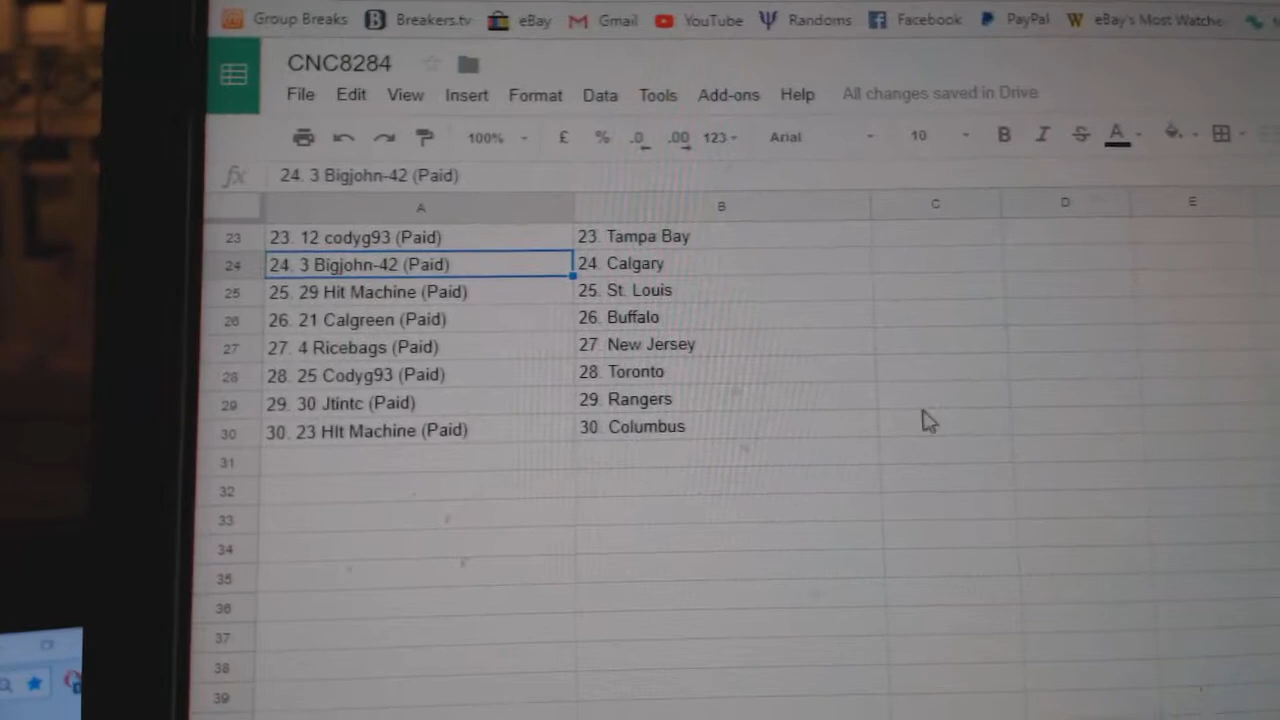 Group Breaks Breakers.tv eBay Gmail YouTube Randoms Facebook PayPal eBay's Most Watche
CNC8284
File Edit View Insert Format Data Tools Add-ons Help All changes saved in Drive
100% £ % .0 .00 123 Arial 10 B I S A
fx 24. 3 Bigjohn-42 (Paid)
A B C D E
23 23. 12 codyg93 (Paid) 23. Tampa Bay
24 24. 3 Bigjohn-42 (Paid) 24. Calgary
25 25. 29 Hit Machine (Paid) 25. St. Louis
26 26. 21 Calgreen (Paid) 26. Buffalo
27 27. 4 Ricebags (Paid) 27. New Jersey
28 28. 25 Codyg93 (Paid) 28. Toronto
29 29. 30 Jtintc (Paid) 29. Rangers
30 30. 23 HIt Machine (Paid) 30. Columbus
31
32
33
34
35
36
37
38
39